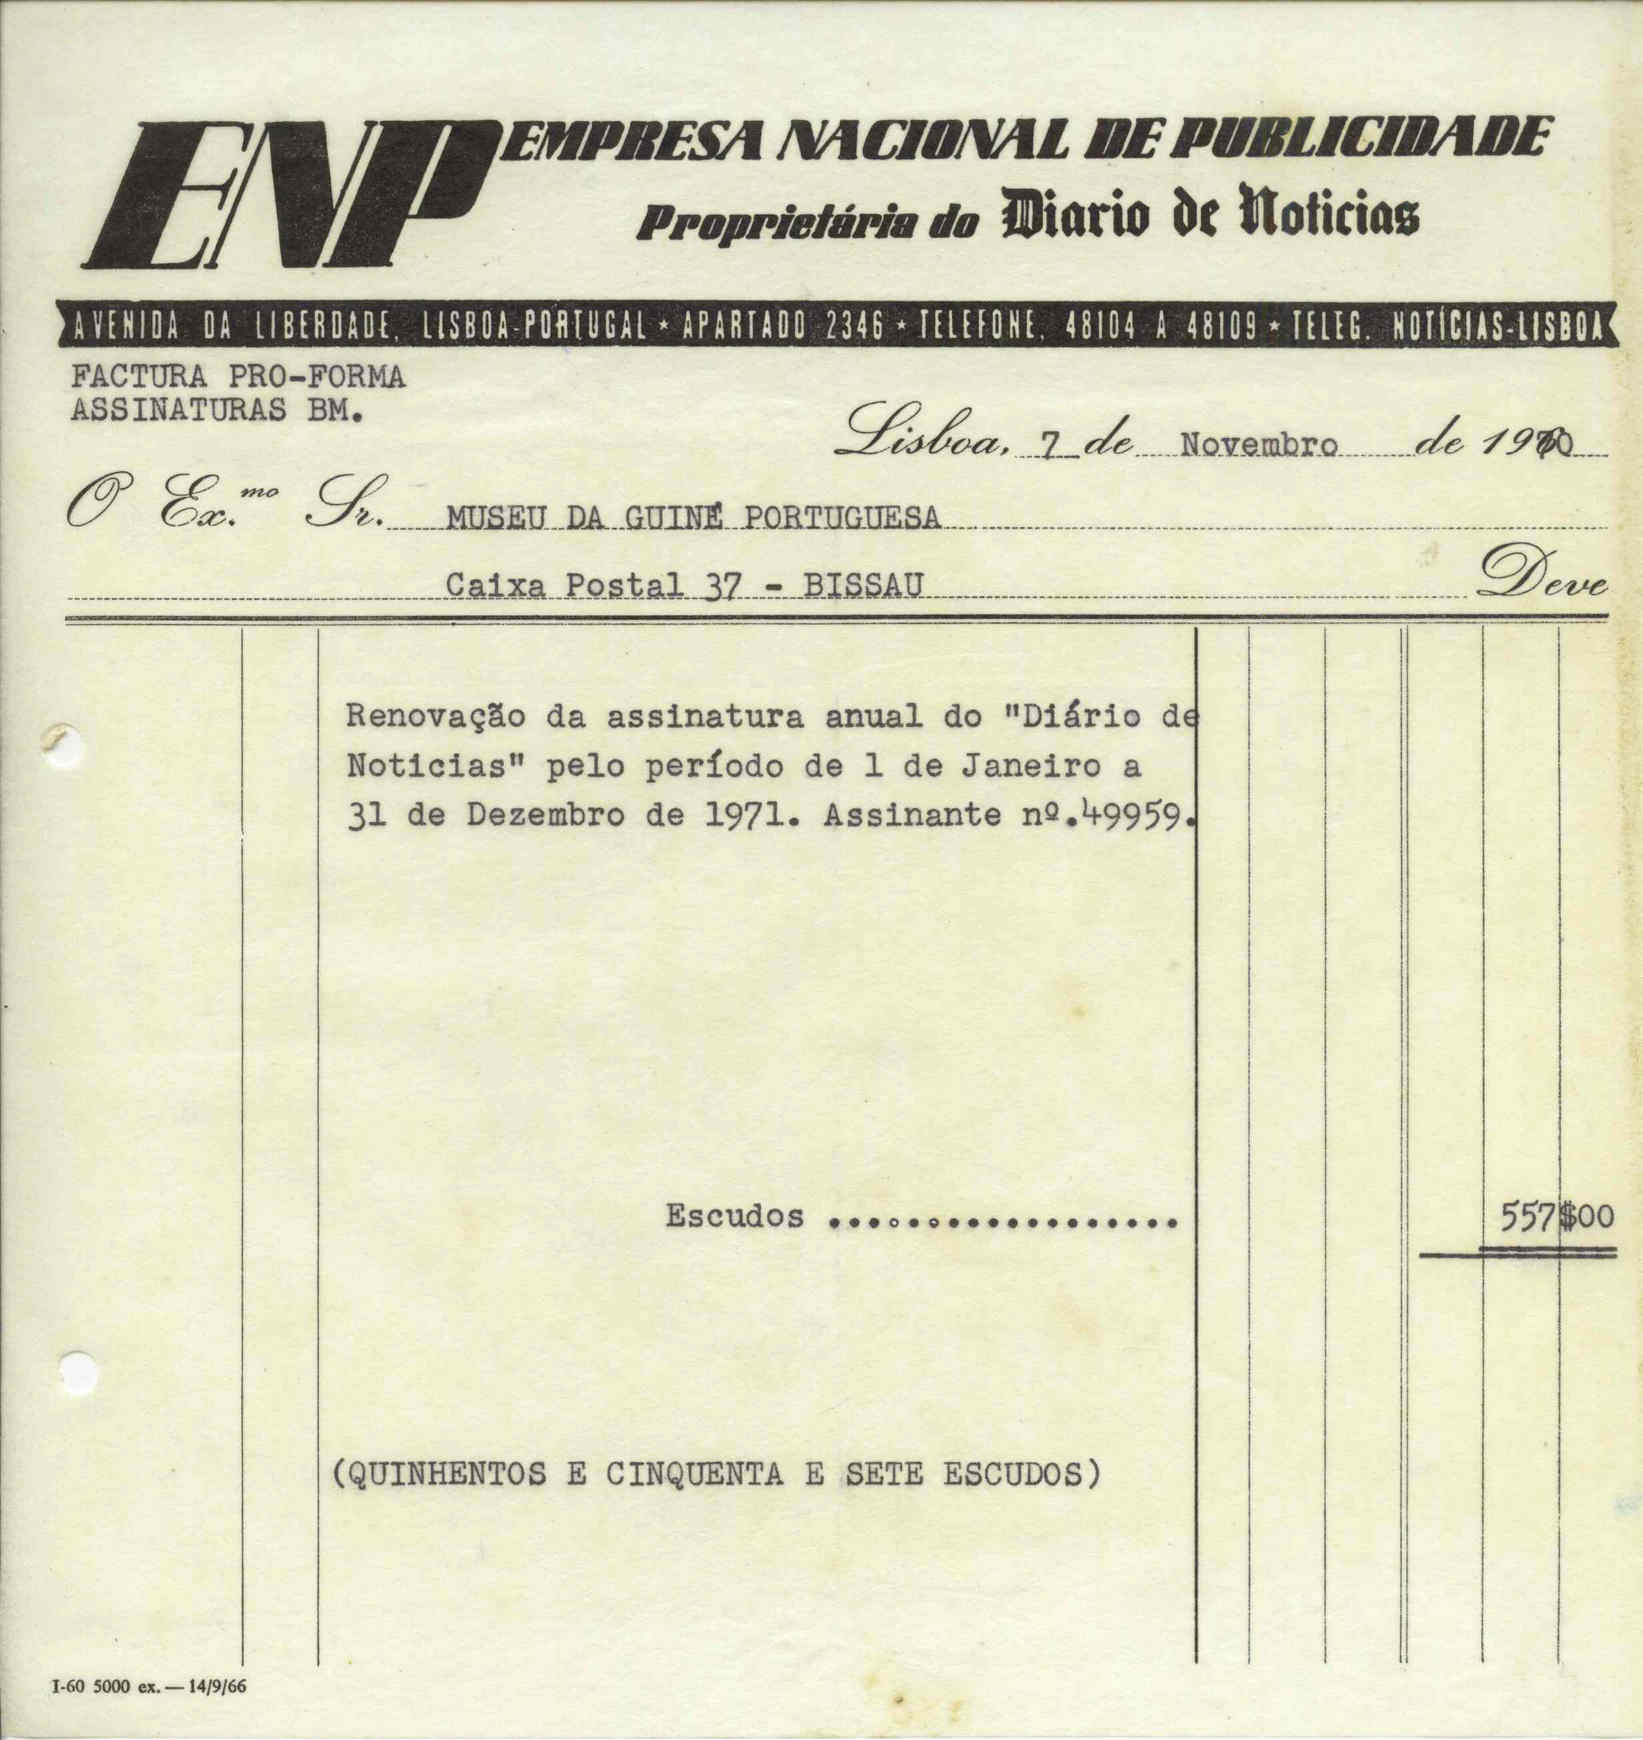 ENP EMPRESA NACIONAL DE PUBLICIDADE
Proprietária do Diario de Noticias
AVENIDA DA LIBERDADE, LISBOA-PORTUGAL ★ APARTADO 2346 ★ TELEFONE, 48104 A 48109 ★ TELEG. NOTÍCIAS-LISBOA
FACTURA PRO-FORMA
ASSINATURAS BM.
Lisboa, 7 de Novembro de 1970
O Ex.mo Sr. MUSEU DA GUINÉ PORTUGUESA
Caixa Postal 37 - BISSAU Deve
Renovação da assinatura anual do "Diário de
Noticias" pelo período de 1 de Janeiro a
31 de Dezembro de 1971. Assinante nº.49959.
Escudos .................. 557$00
(QUINHENTOS E CINQUENTA E SETE ESCUDOS)
I-60 5000 ex. — 14/9/66